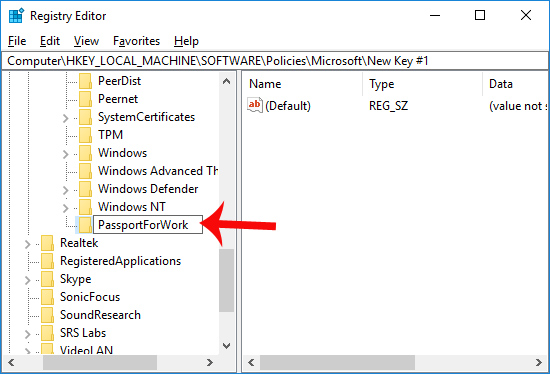 Registry Editor
File Edit View Favorites Help
Computer\HKEY_LOCAL_MACHINE\SOFTWARE\Policies\Microsoft\New Key #1
PeerDist
Peernet
SystemCertificates
TPM
Windows
Windows Advanced Th
Windows Defender
Windows NT
PassportForWork
Realtek
RegisteredApplications
Skype
SonicFocus
SoundResearch
SRS Labs
VideoLAN
Name Type Data
ab (Default) REG_SZ (value not s